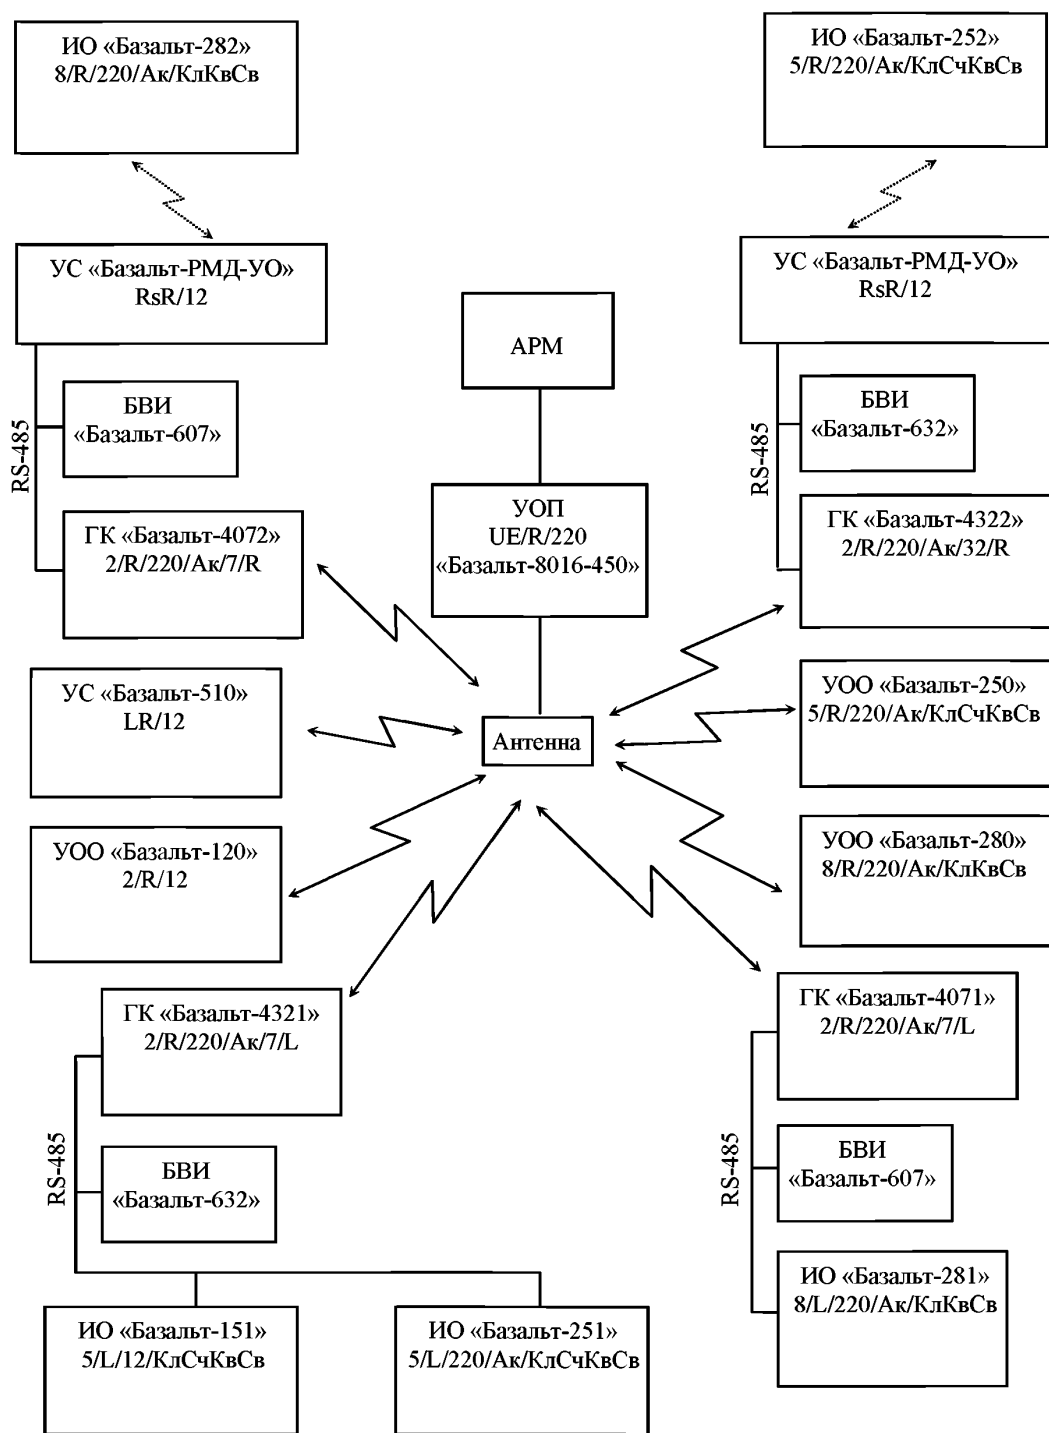 ИО «Базальт-282»
8/R/220/Ак/КлКвСв
ИО «Базальт-252»
5/R/220/Ак/КлСчКвСв
УС «Базальт-РМД-УО»
RsR/12
УС «Базальт-РМД-УО»
RsR/12
АРМ
RS-485
БВИ
«Базальт-607»
RS-485
БВИ
«Базальт-632»
УОП
UE/R/220
«Базальт-8016-450»
ГК «Базальт-4072»
2/R/220/Ак/7/R
ГК «Базальт-4322»
2/R/220/Ак/32/R
УС «Базальт-510»
LR/12
Антенна
УОО «Базальт-250»
5/R/220/Ак/КлСчКвСв
УОО «Базальт-120»
2/R/12
УОО «Базальт-280»
8/R/220/Ак/КлКвСв
ГК «Базальт-4321»
2/R/220/Ак/7/L
ГК «Базальт-4071»
2/R/220/Ак/7/L
RS-485
БВИ
«Базальт-632»
RS-485
БВИ
«Базальт-607»
ИО «Базальт-281»
8/L/220/Ак/КлКвСв
ИО «Базальт-151»
5/L/12/КлСчКвСв
ИО «Базальт-251»
5/L/220/Ак/КлСчКвСв